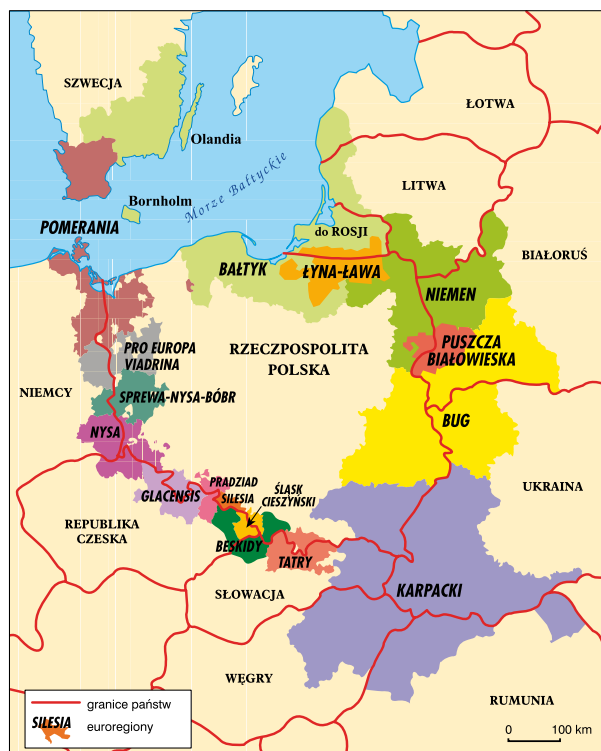 SZWECJA
ŁOTWA
Olandia
Morze Bałtyckie
LITWA
Bornholm
POMERANIA
do ROSJI
BIAŁORUŚ
BAŁTYK
ŁYNA-ŁAWA
NIEMEN
PRO EUROPA
VIADRINA
RZECZPOSPOLITA
POLSKA
PUSZCZA
BIAŁOWIESKA
NIEMCY
SPREWA-NYSA-BÓBR
NYSA
BUG
PRADZIAD
SILESIA
ŚLĄSK
CIESZYŃSKI
GLACENSIS
UKRAINA
REPUBLIKA
CZESKA
BESKIDY
TATRY
KARPACKI
SŁOWACJA
WĘGRY
RUMUNIA
granice państw
SILESIA
euroregiony
0 100 km